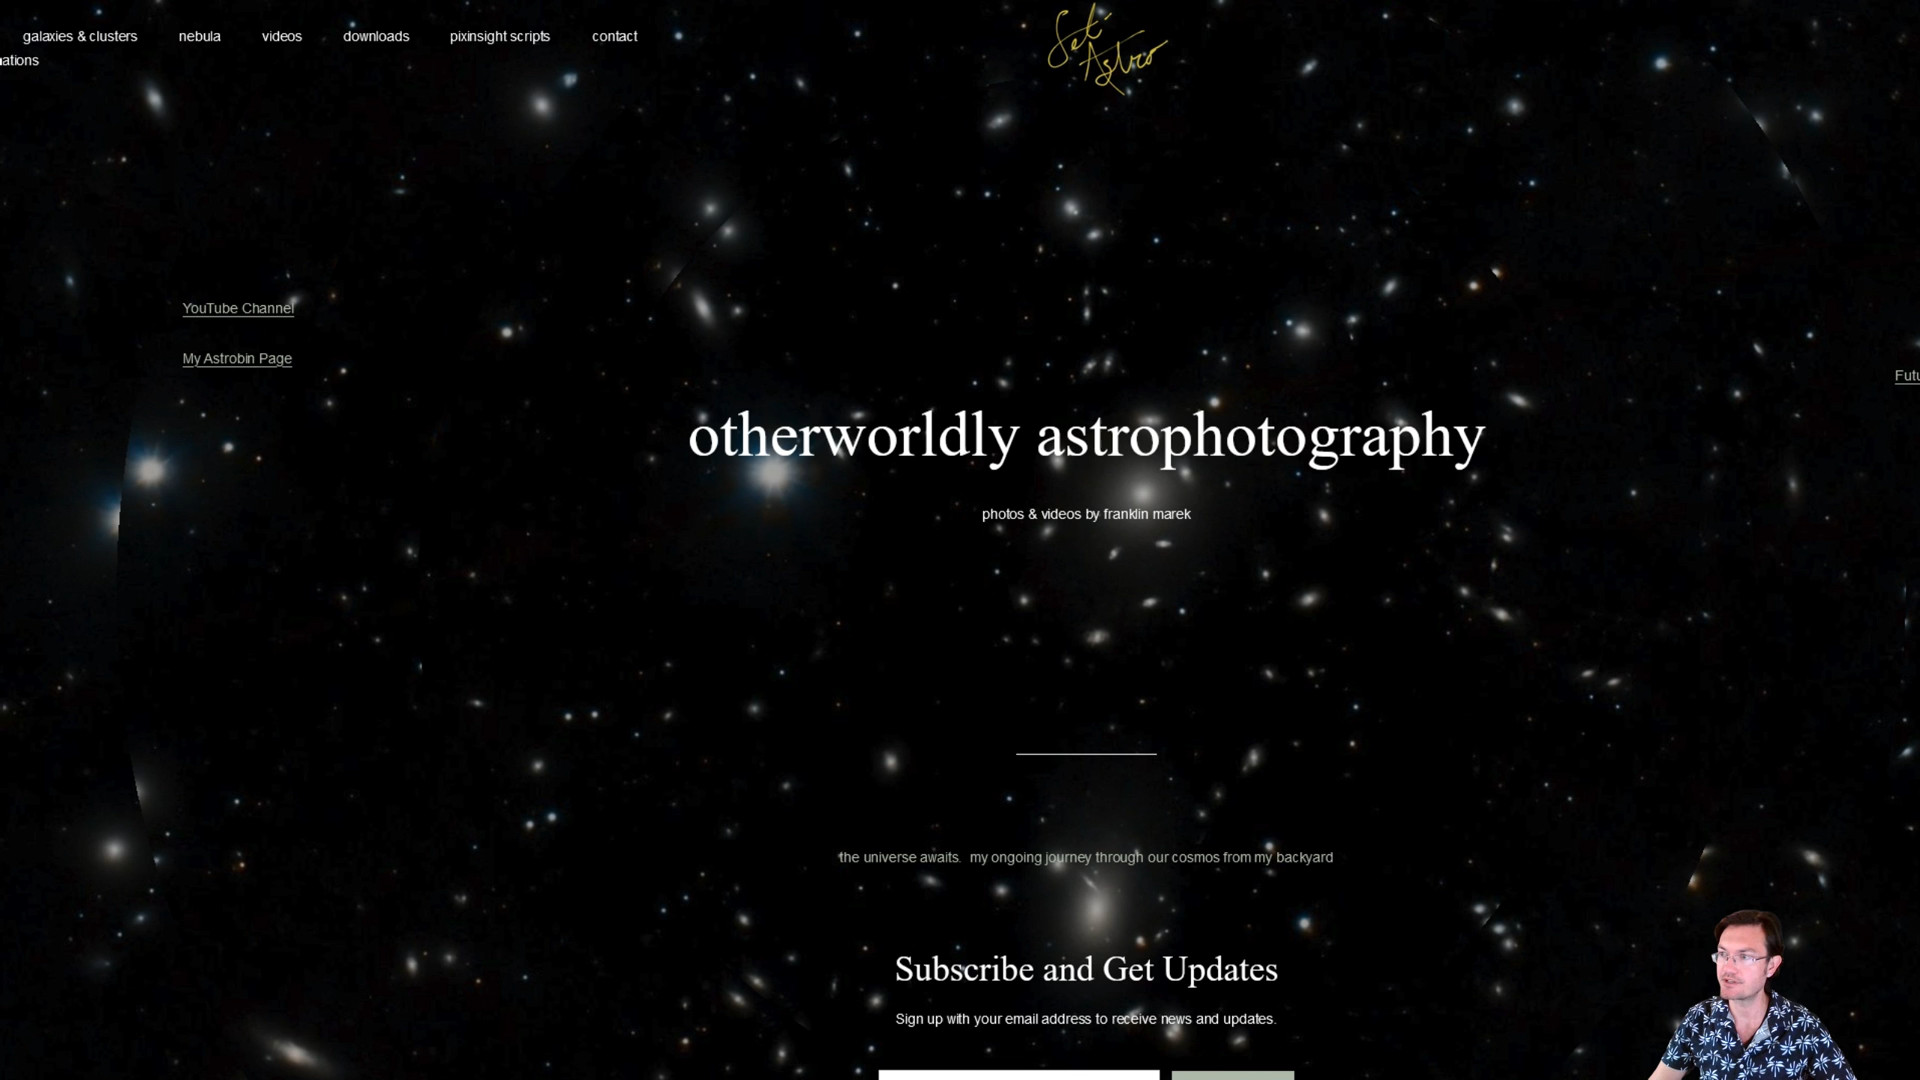 galaxies & clusters nebula videos downloads pixinsight scripts contact
Seti
Astro
YouTube Channel
My Astrobin Page
otherworldly astrophotography
photos & videos by franklin marek
the universe awaits. my ongoing journey through our cosmos from my backyard
Subscribe and Get Updates
Sign up with your email address to receive news and updates.